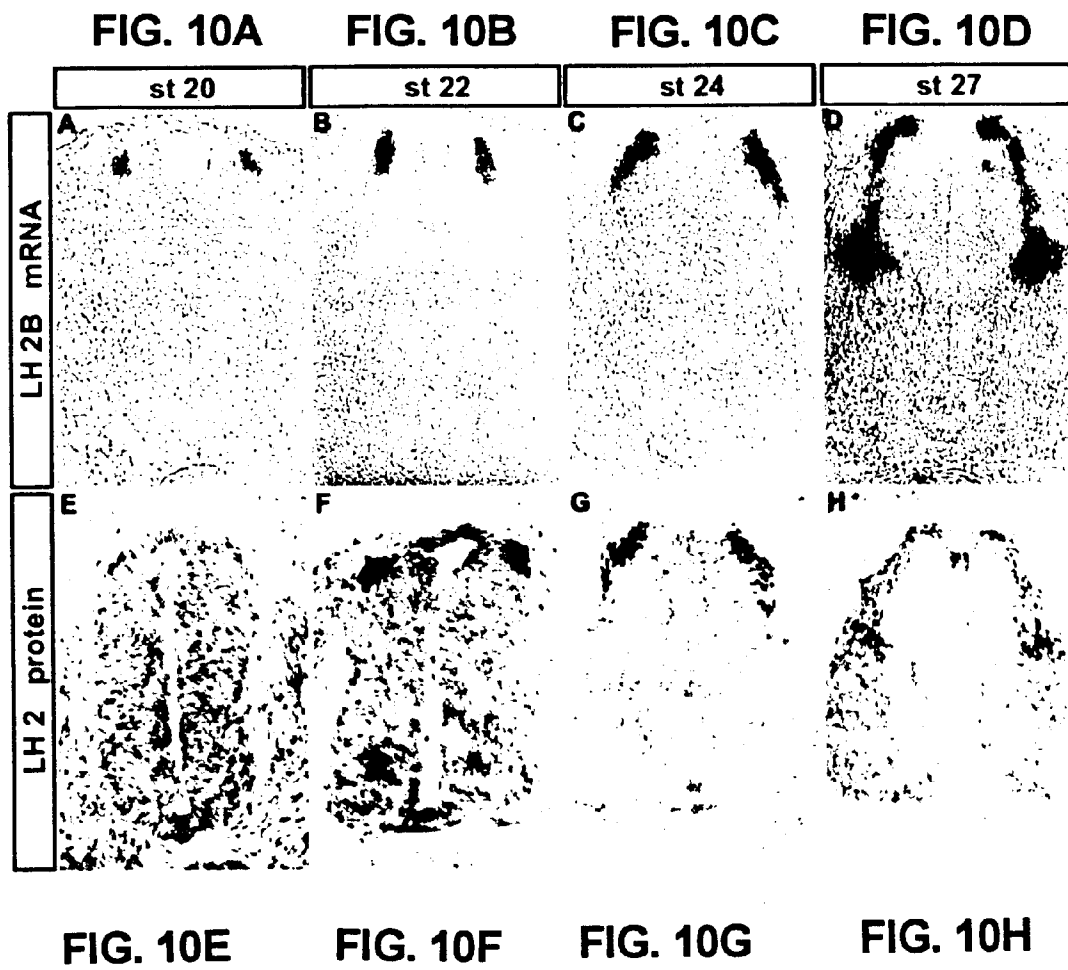 FIG. 10A FIG. 10B FIG. 10C FIG. 10D
st 20 st 22 st 24 st 27
A B C D
LH 2B mRNA
E F G H
LH 2 protein
FIG. 10E FIG. 10F FIG. 10G FIG. 10H